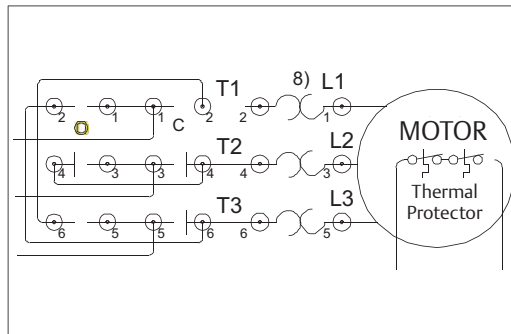 T1 8) L1
2 1 1 C 2 2 1
T2 L2 MOTOR
4 3 3 4 4 3
Thermal
Protector
T3 L3
6 5 5 6 6 5